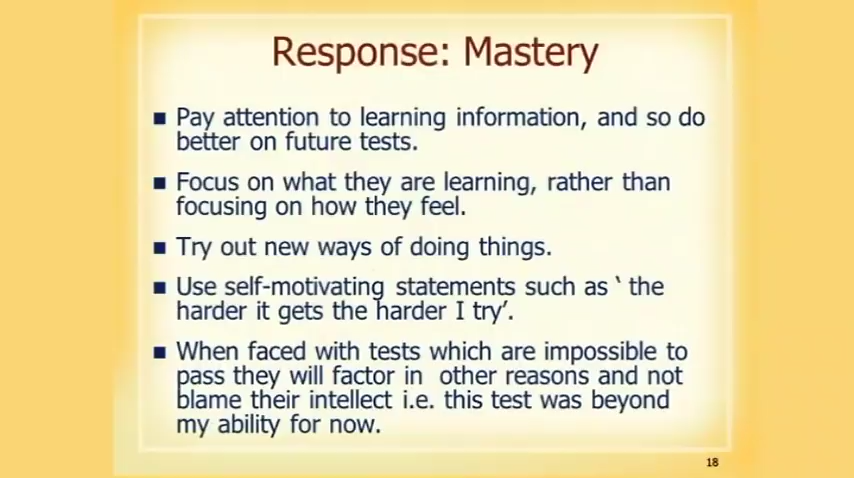 Response: Mastery
■ Pay attention to learning information, and so do
better on future tests.
■ Focus on what they are learning, rather than
focusing on how they feel.
■ Try out new ways of doing things.
■ Use self-motivating statements such as ‘ the
harder it gets the harder I try’.
■ When faced with tests which are impossible to
pass they will factor in  other reasons and not
blame their intellect i.e. this test was beyond
my ability for now.
18